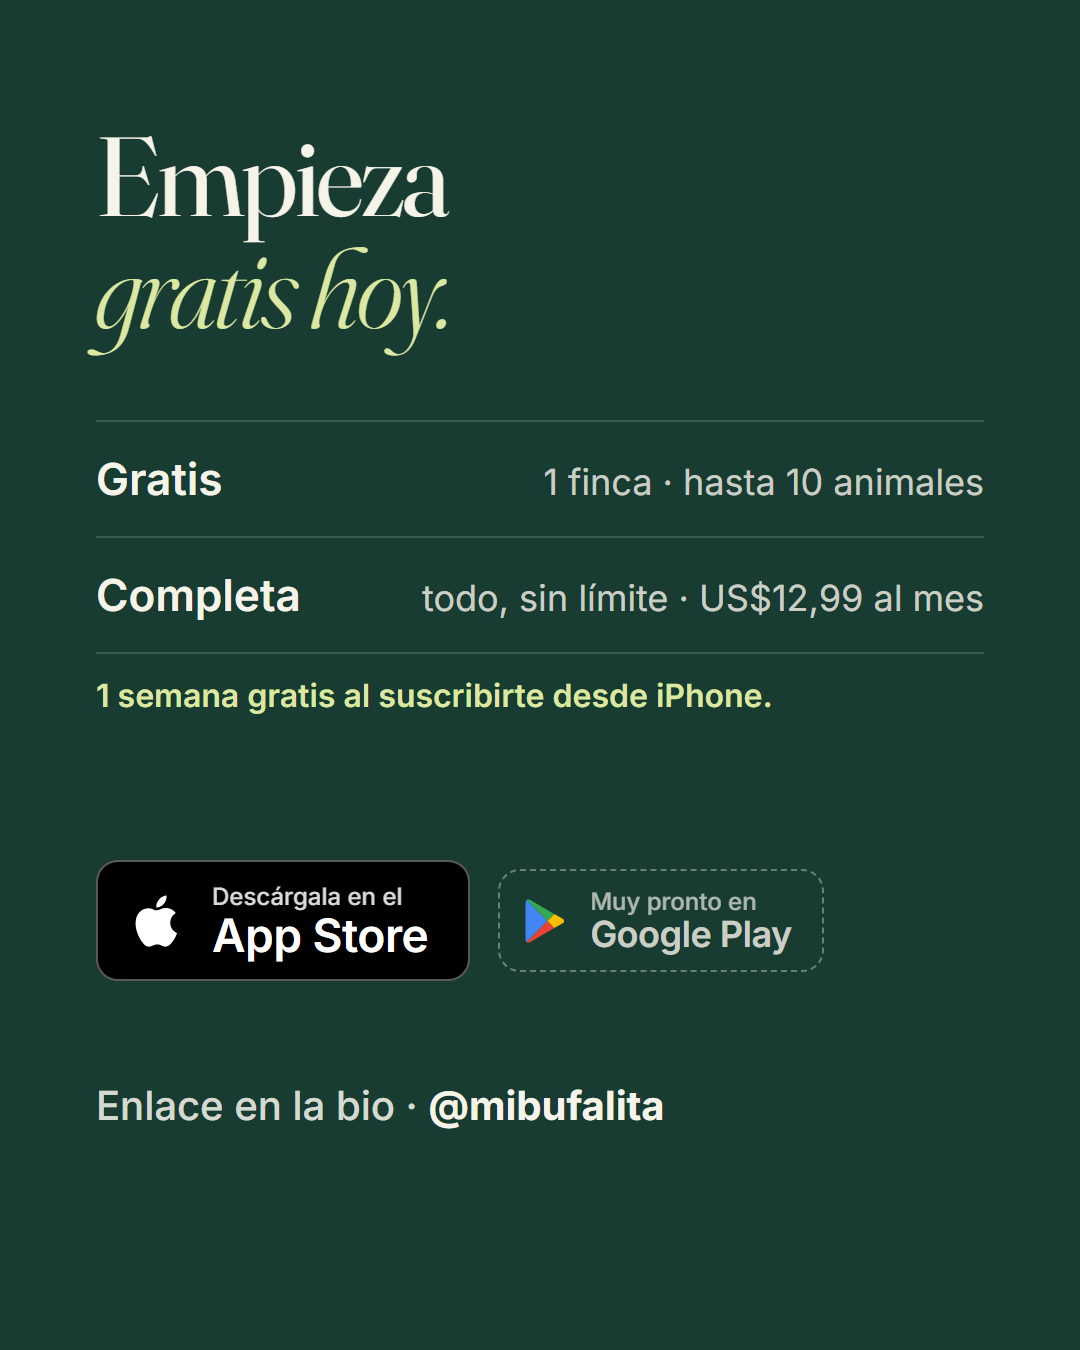 Empieza
gratis hoy.
Gratis
1 finca · hasta 10 animales
Completa
todo, sin límite · US$12,99 al mes
1 semana gratis al suscribirte desde iPhone.
Descárgala en el
App Store
Muy pronto en
Google Play
Enlace en la bio · @mibufalita